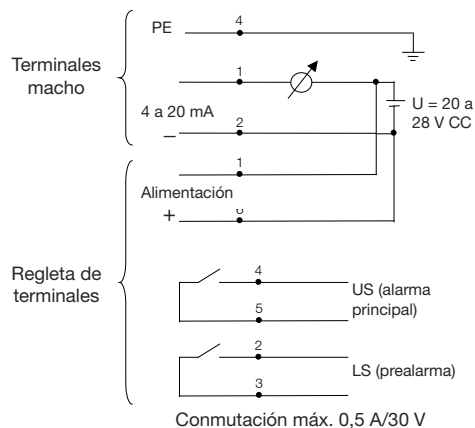 PE
4
Terminales
macho
1
4 a 20 mA
2
−
U = 20 a
28 V CC
1
Alimentación
+
Regleta de
terminales
4
US (alarma
principal)
5
2
LS (prealarma)
3
Conmutación máx. 0,5 A/30 V